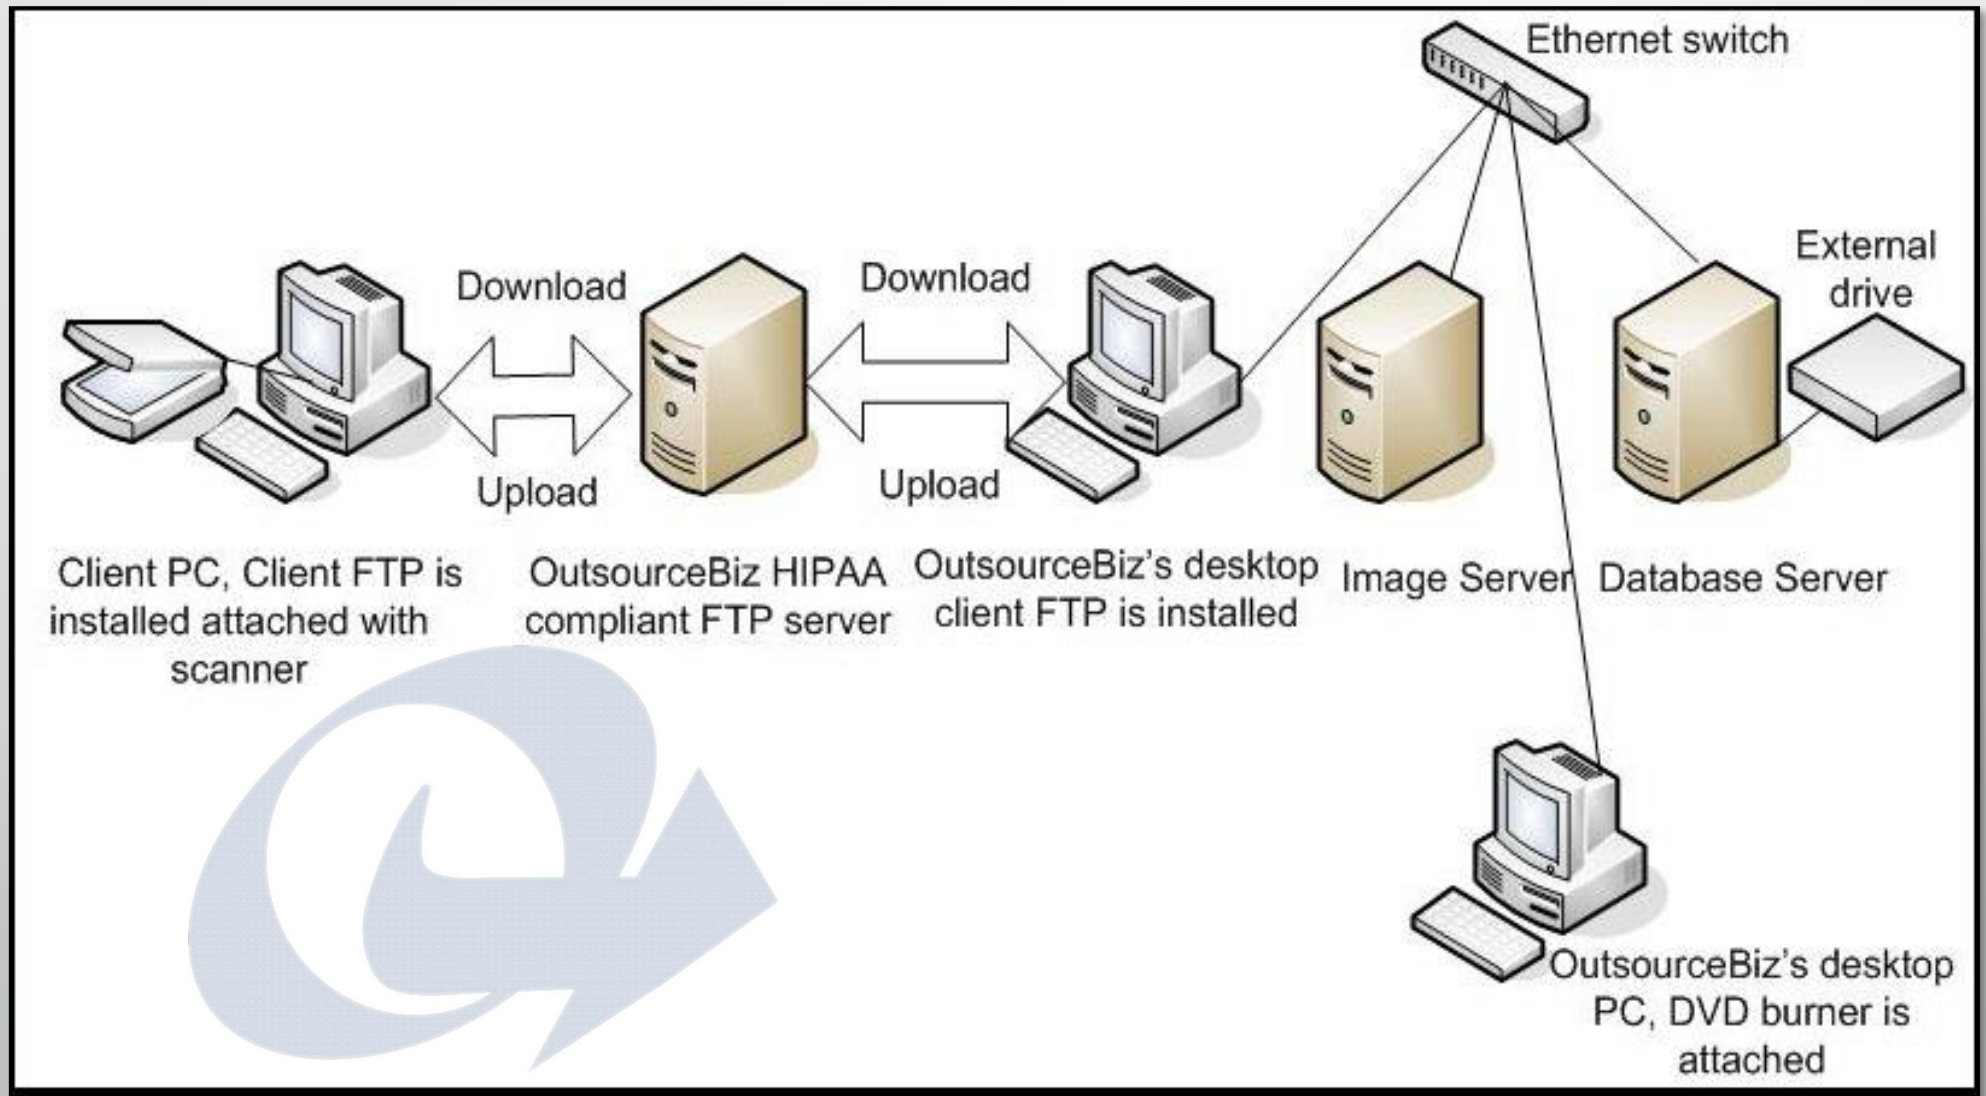 Ethernet switch
External
drive
Download
Upload
Download
Upload
Client PC, Client FTP is
installed attached with
scanner
OutsourceBiz HIPAA
compliant FTP server
OutsourceBiz's desktop
client FTP is installed
Image Server
Database Server
OutsourceBiz's desktop
PC, DVD burner is
attached